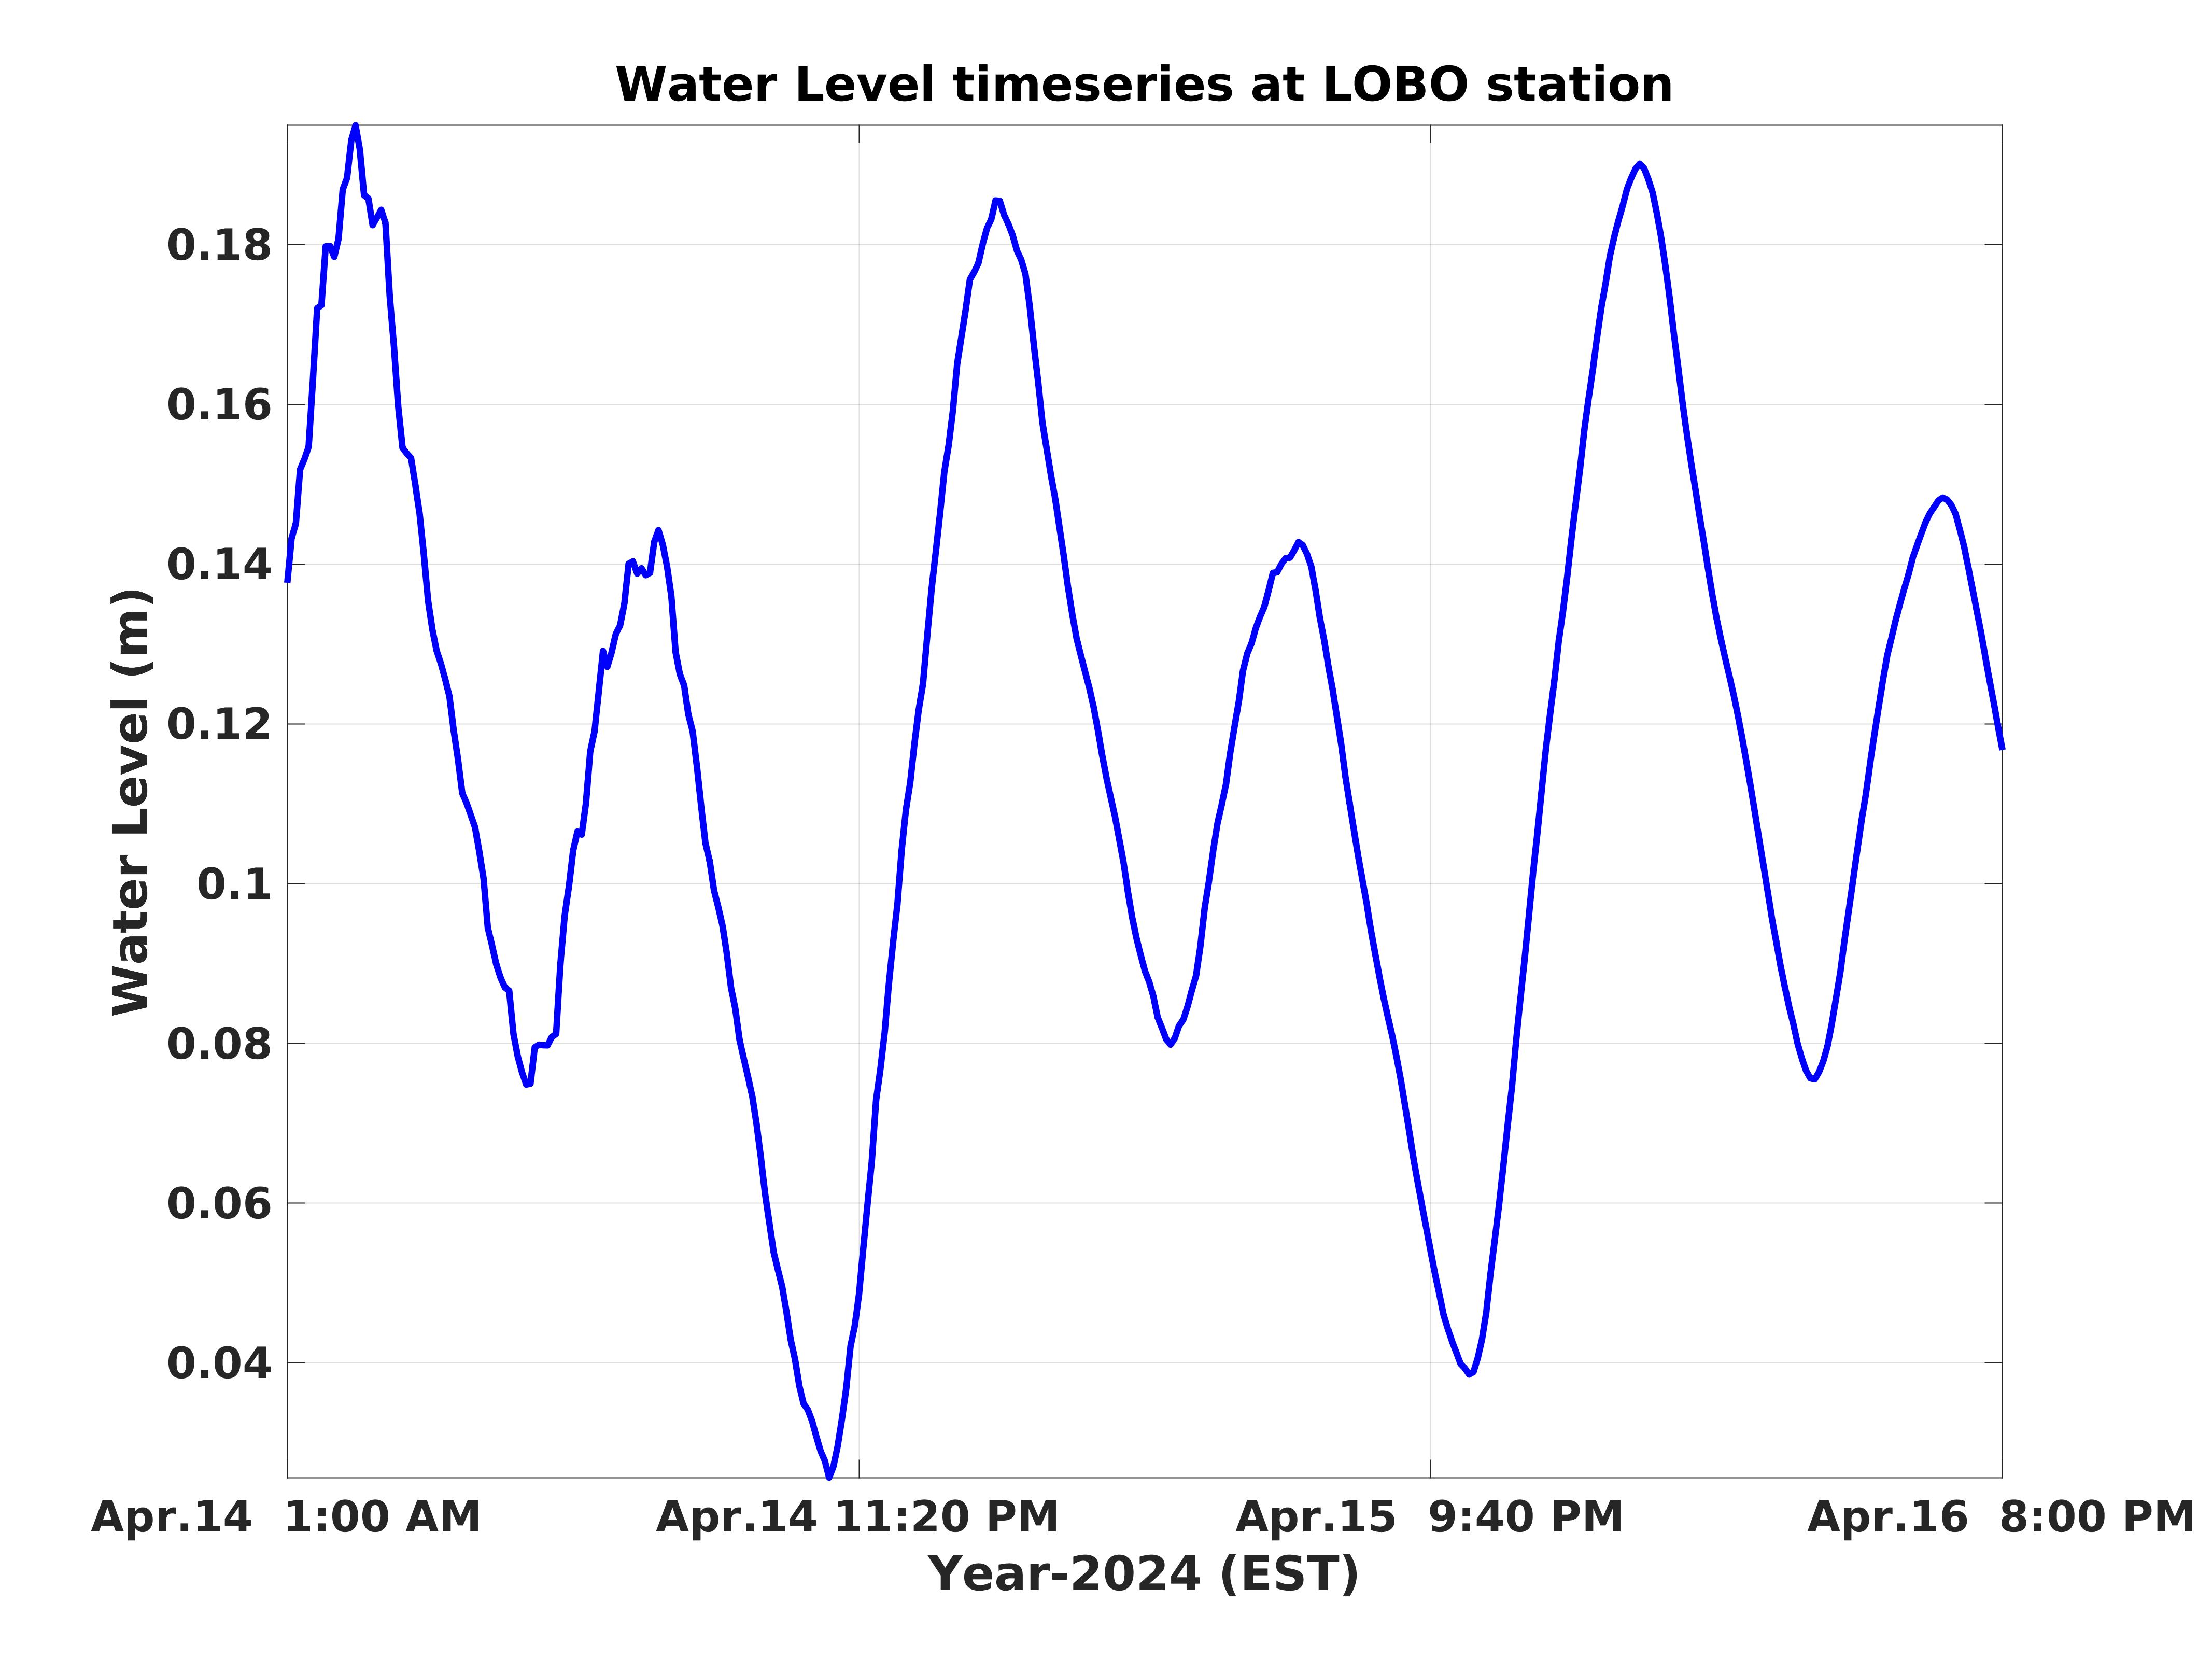 Water Level timeseries at LOBO station
Water Level (m)
0.18
0.16
0.14
0.12
0.1
0.08
0.06
0.04
Apr.14  1:00 AM
Apr.14 11:20 PM
Apr.15  9:40 PM
Apr.16  8:00 PM
Year-2024 (EST)